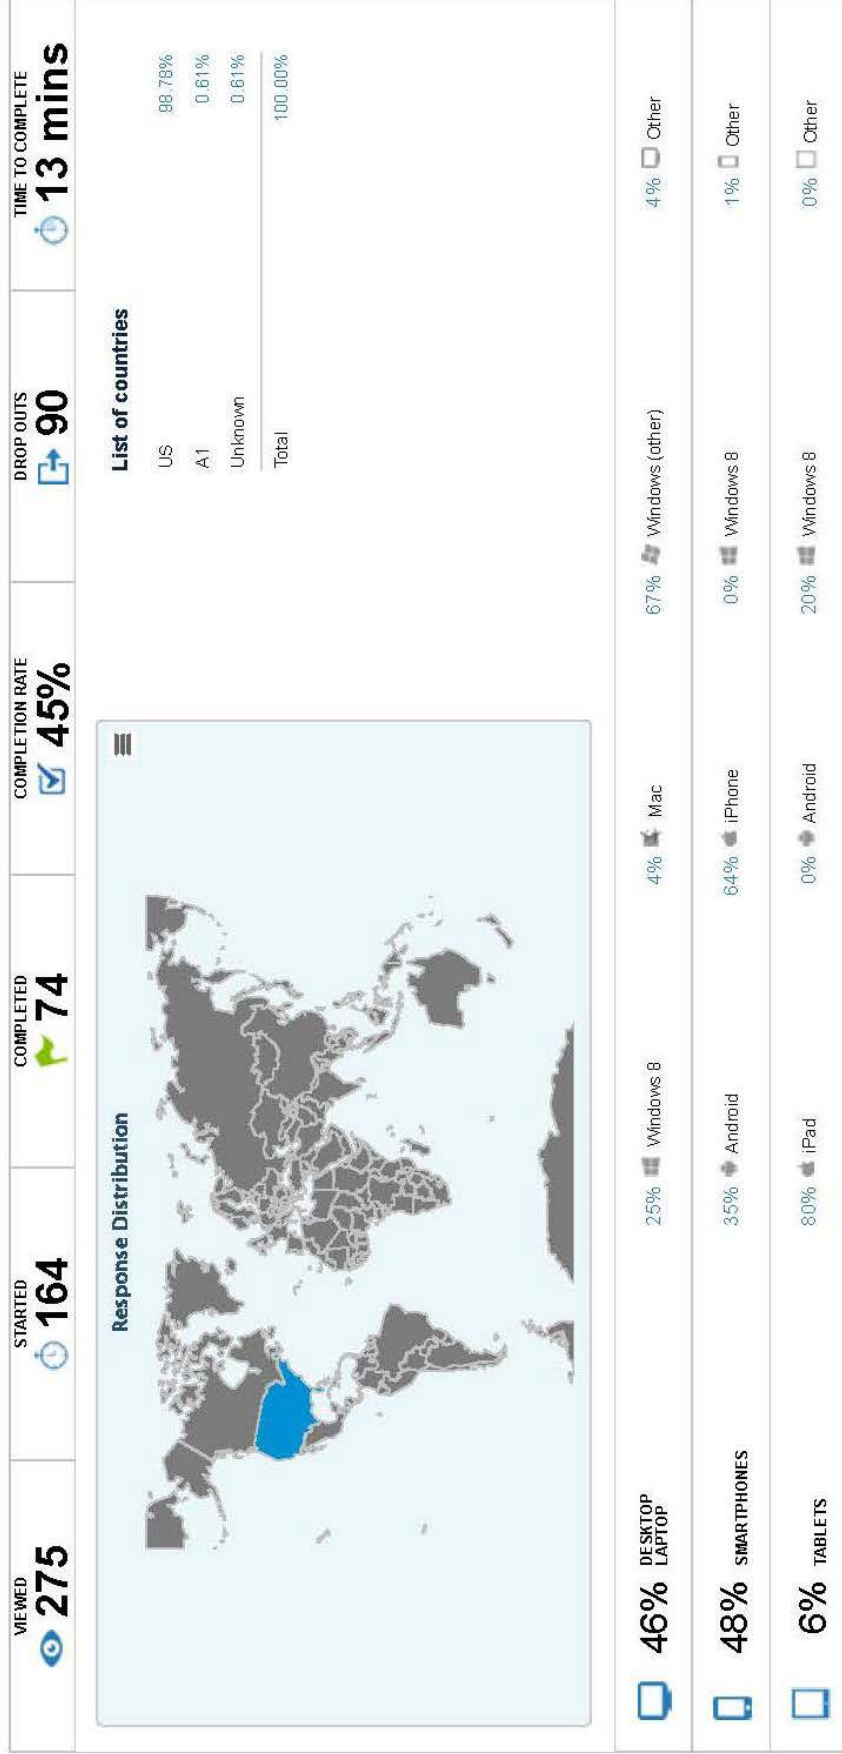 VIEWED
275
STARTED
164
COMPLETED
74
COMPLETION RATE
45%
DROP OUTS
90
TIME TO COMPLETE
13 mins
Response Distribution
List of countries
US 98.78%
A1 0.61%
Unknown 0.61%
Total 100.00%
46% DESKTOP LAPTOP 25% Windows 8 4% Mac 67% Windows (other) 4% Other
48% SMARTPHONES 35% Android 64% iPhone 0% Windows 8 1% Other
6% TABLETS 80% iPad 0% Android 20% Windows 8 0% Other